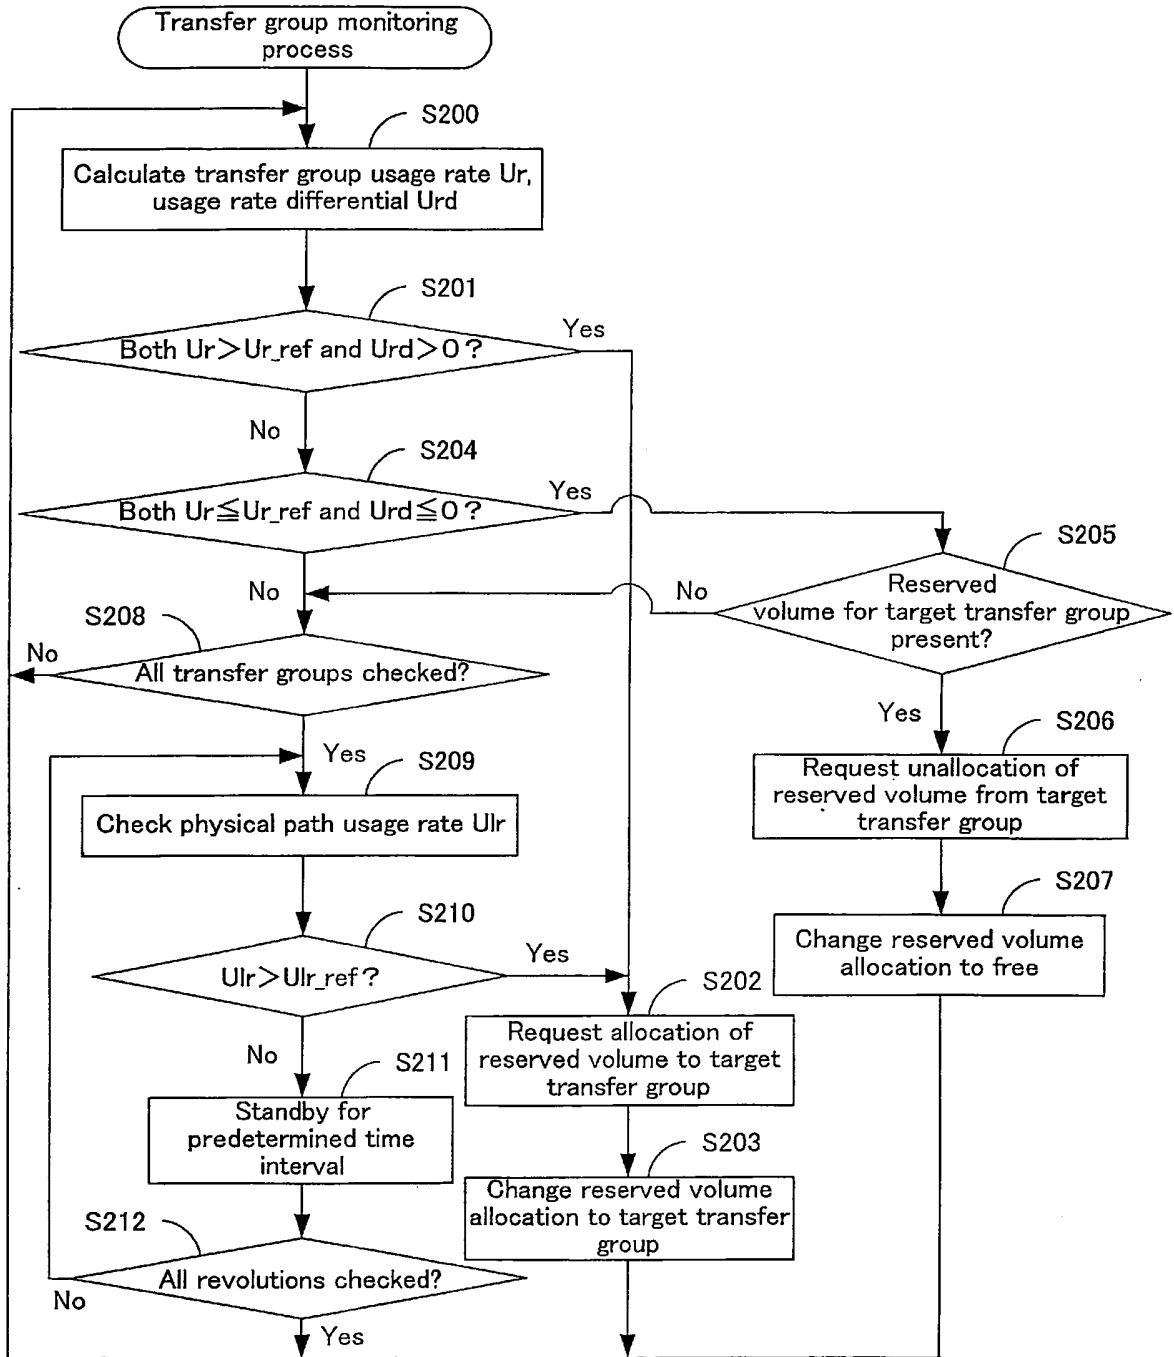 Transfer group monitoring
process
S200
Calculate transfer group usage rate Ur,
usage rate differential Urd
S201
Both Ur＞Ur_ref and Urd＞0？
Yes
No
S204
Both Ur≦Ur_ref and Urd≦0？
Yes
No
S205
Reserved
volume for target transfer group
present?
No
Yes
S208
All transfer groups checked?
No
Yes
S206
Request unallocation of
reserved volume from target
transfer group
S209
Check physical path usage rate Ulr
S207
Change reserved volume
allocation to free
S210
Ulr＞Ulr_ref？
Yes
No
S202
Request allocation of
reserved volume to target
transfer group
S211
Standby for
predetermined time
interval
S203
Change reserved volume
allocation to target transfer
group
S212
All revolutions checked?
No
Yes